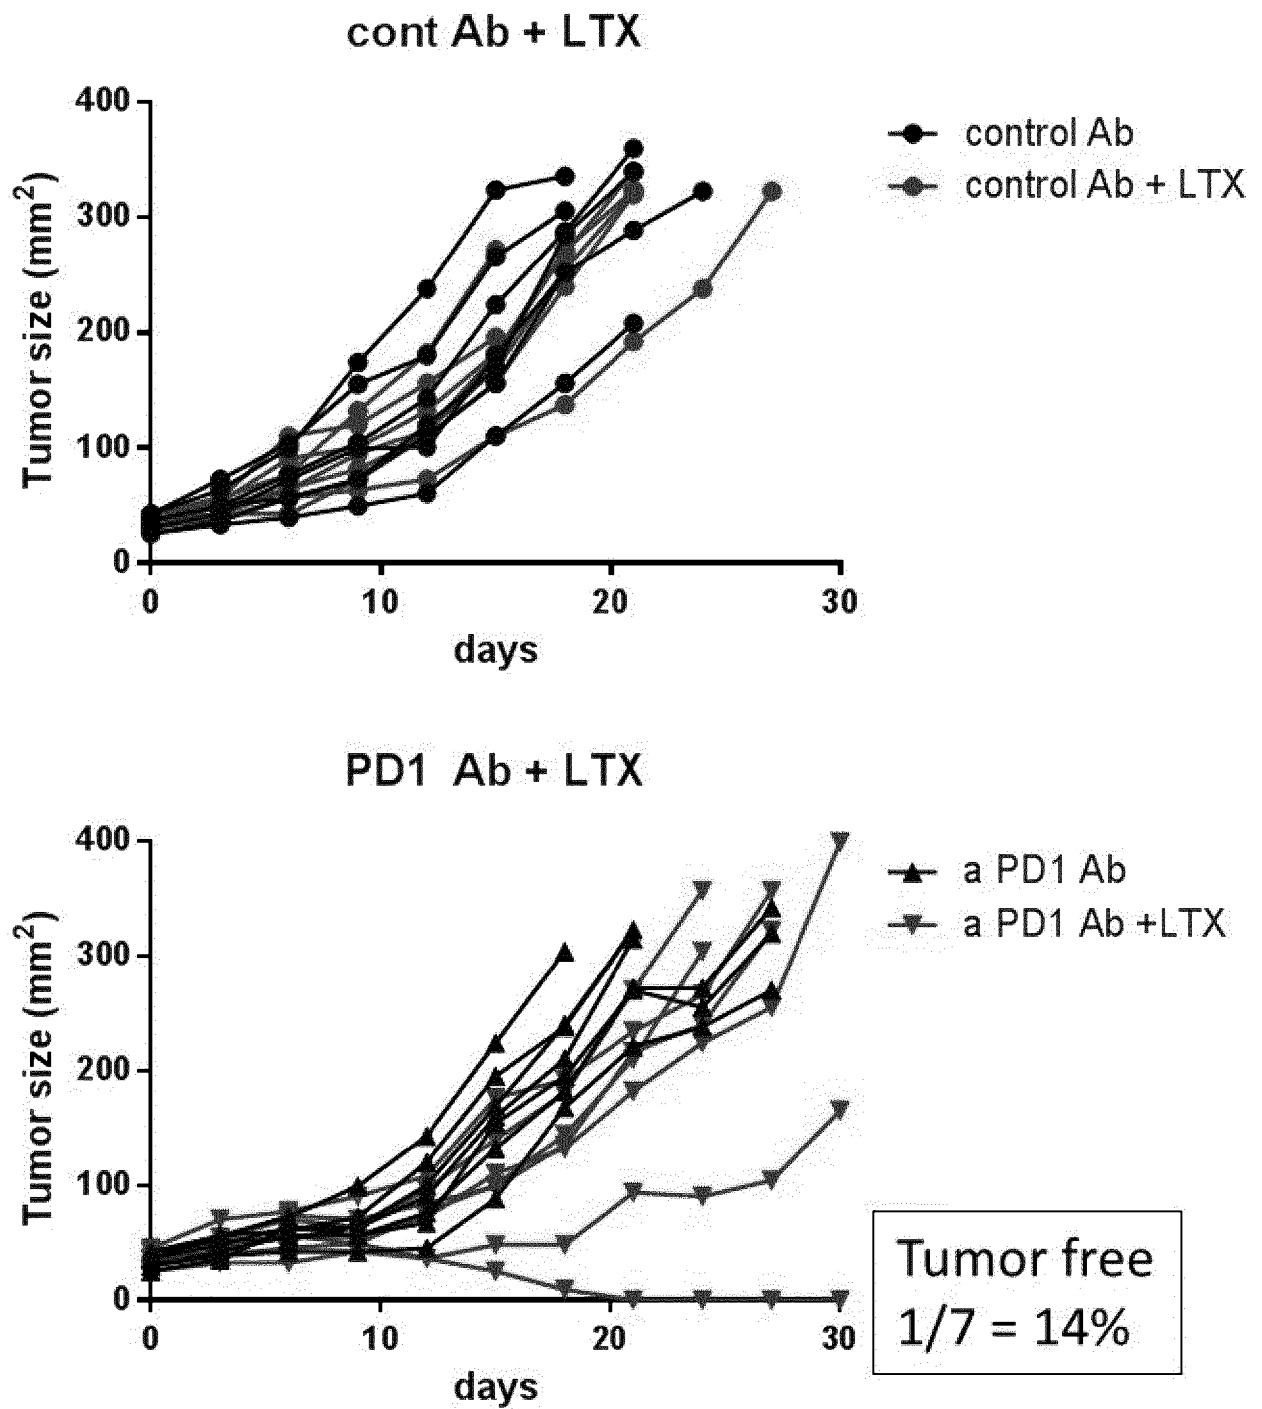 cont Ab + LTX
400
300
200
100
0
Tumor size (mm²)
0 10 20 30
days
control Ab
control Ab + LTX
PD1 Ab + LTX
400
300
200
100
0
Tumor size (mm²)
0 10 20 30
days
a PD1 Ab
a PD1 Ab +LTX
Tumor free
1/7 = 14%